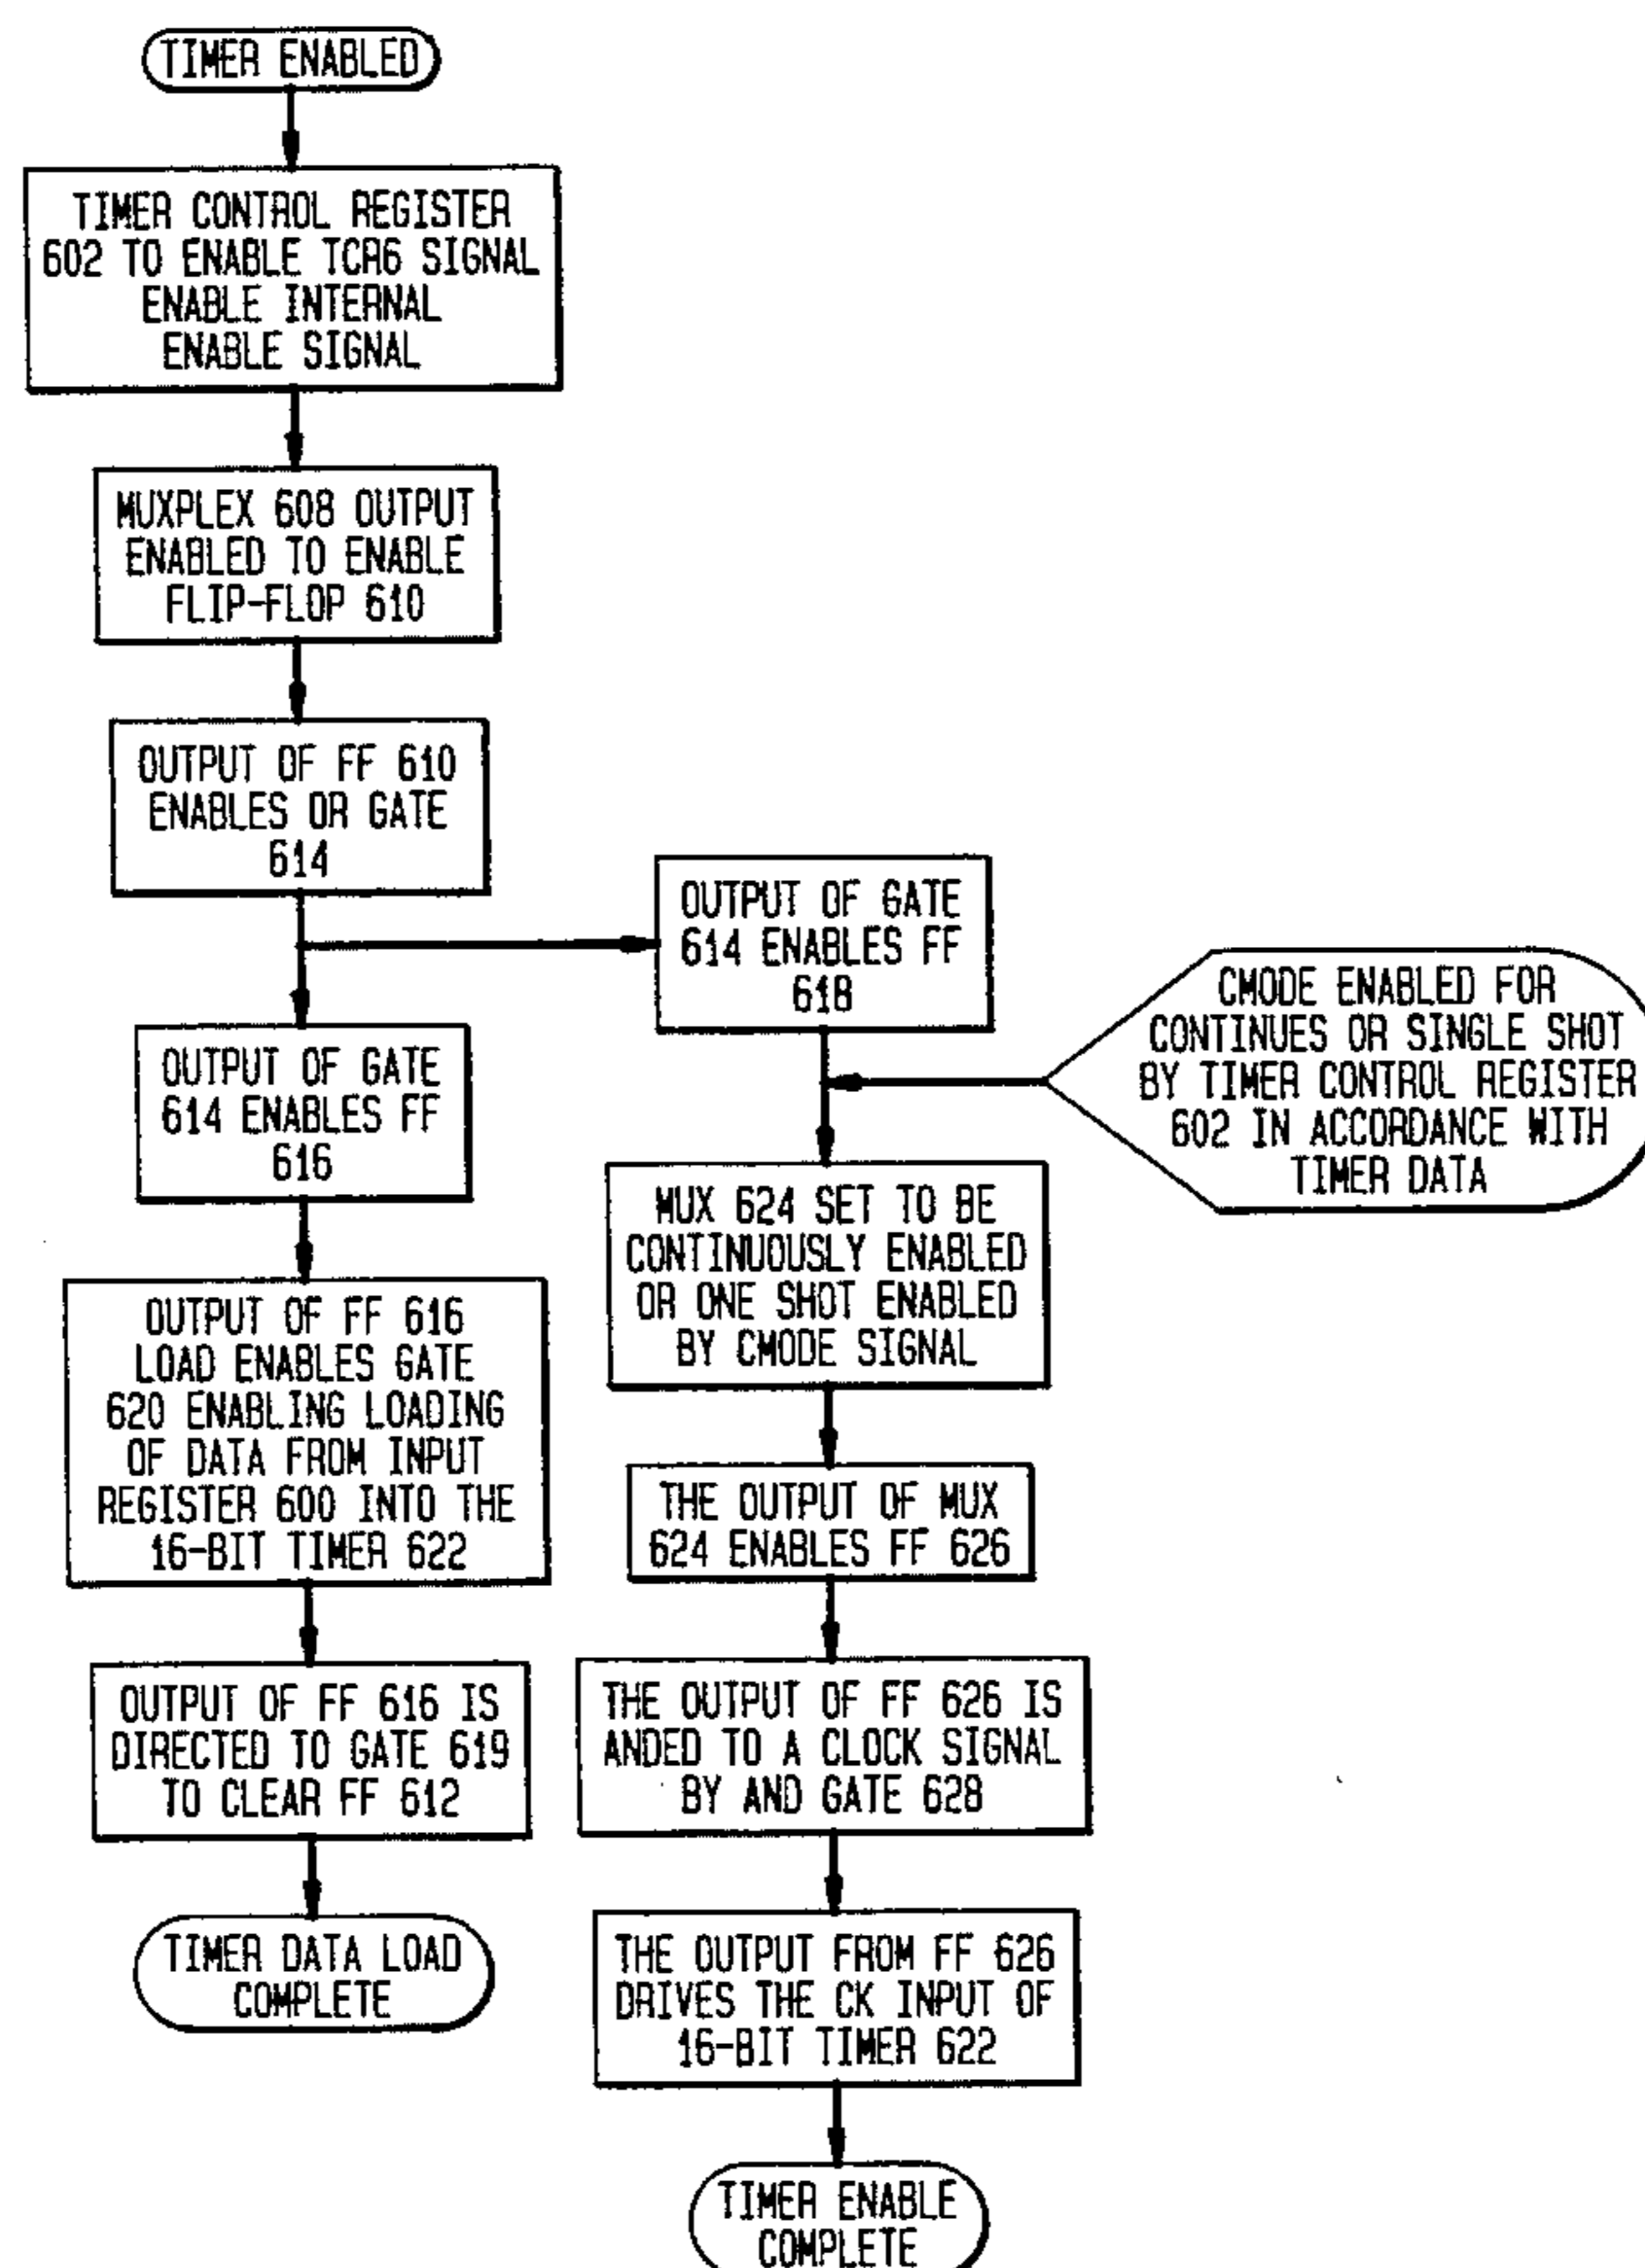 TIMER ENABLED
TIMER CONTROL REGISTER
602 TO ENABLE TCR6 SIGNAL
ENABLE INTERNAL
ENABLE SIGNAL
MUXPLEX 608 OUTPUT
ENABLED TO ENABLE
FLIP-FLOP 610
OUTPUT OF FF 610
ENABLES OR GATE
614
OUTPUT OF GATE
614 ENABLES FF
616
OUTPUT OF FF 616
LOAD ENABLES GATE
620 ENABLING LOADING
OF DATA FROM INPUT
REGISTER 600 INTO THE
16-BIT TIMER 622
OUTPUT OF FF 616 IS
DIRECTED TO GATE 619
TO CLEAR FF 612
TIMER DATA LOAD
COMPLETE
OUTPUT OF GATE
614 ENABLES FF
618
CMODE ENABLED FOR
CONTINUES OR SINGLE SHOT
BY TIMER CONTROL REGISTER
602 IN ACCORDANCE WITH
TIMER DATA
MUX 624 SET TO BE
CONTINUOUSLY ENABLED
OR ONE SHOT ENABLED
BY CMODE SIGNAL
THE OUTPUT OF MUX
624 ENABLES FF 626
THE OUTPUT OF FF 626 IS
ANDED TO A CLOCK SIGNAL
BY AND GATE 628
THE OUTPUT FROM FF 626
DRIVES THE CK INPUT OF
16-BIT TIMER 622
TIMER ENABLE
COMPLETE